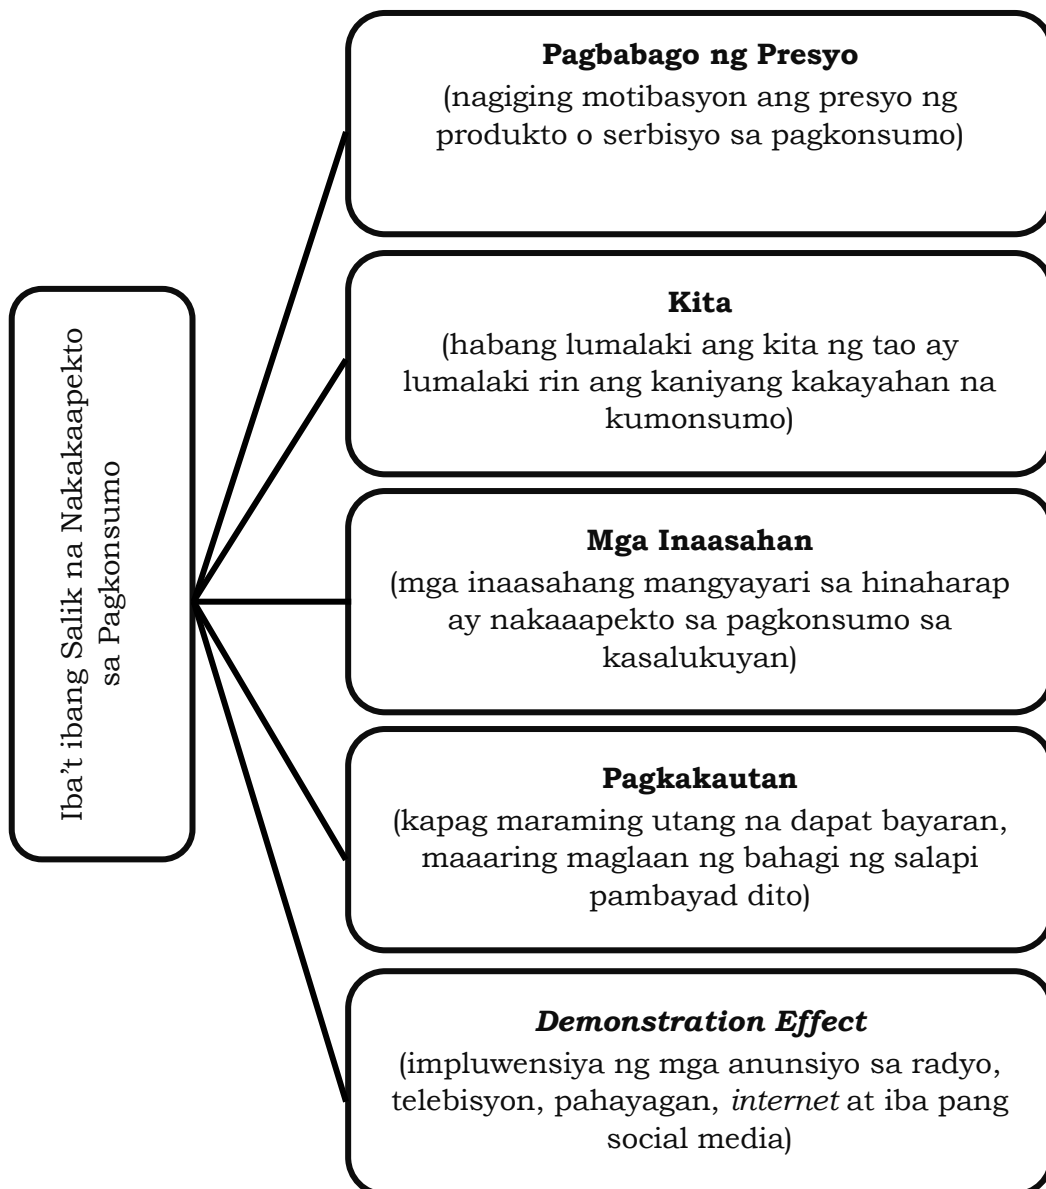 Iba't ibang Salik na Nakakaapekto
sa Pagkonsumo
Pagbabago ng Presyo
(nagiging motibasyon ang presyo ng
produkto o serbisyo sa pagkonsumo)
Kita
(habang lumalaki ang kita ng tao ay
lumalaki rin ang kaniyang kakayahan na
kumonsumo)
Mga Inaasahan
(mga inaasahang mangyayari sa hinaharap
ay nakaaapekto sa pagkonsumo sa
kasalukuyan)
Pagkakautan
(kapag maraming utang na dapat bayaran,
maaaring maglaan ng bahagi ng salapi
pambayad dito)
Demonstration Effect
(impluwensiya ng mga anunsiyo sa radyo,
telebisyon, pahayagan, internet at iba pang
social media)